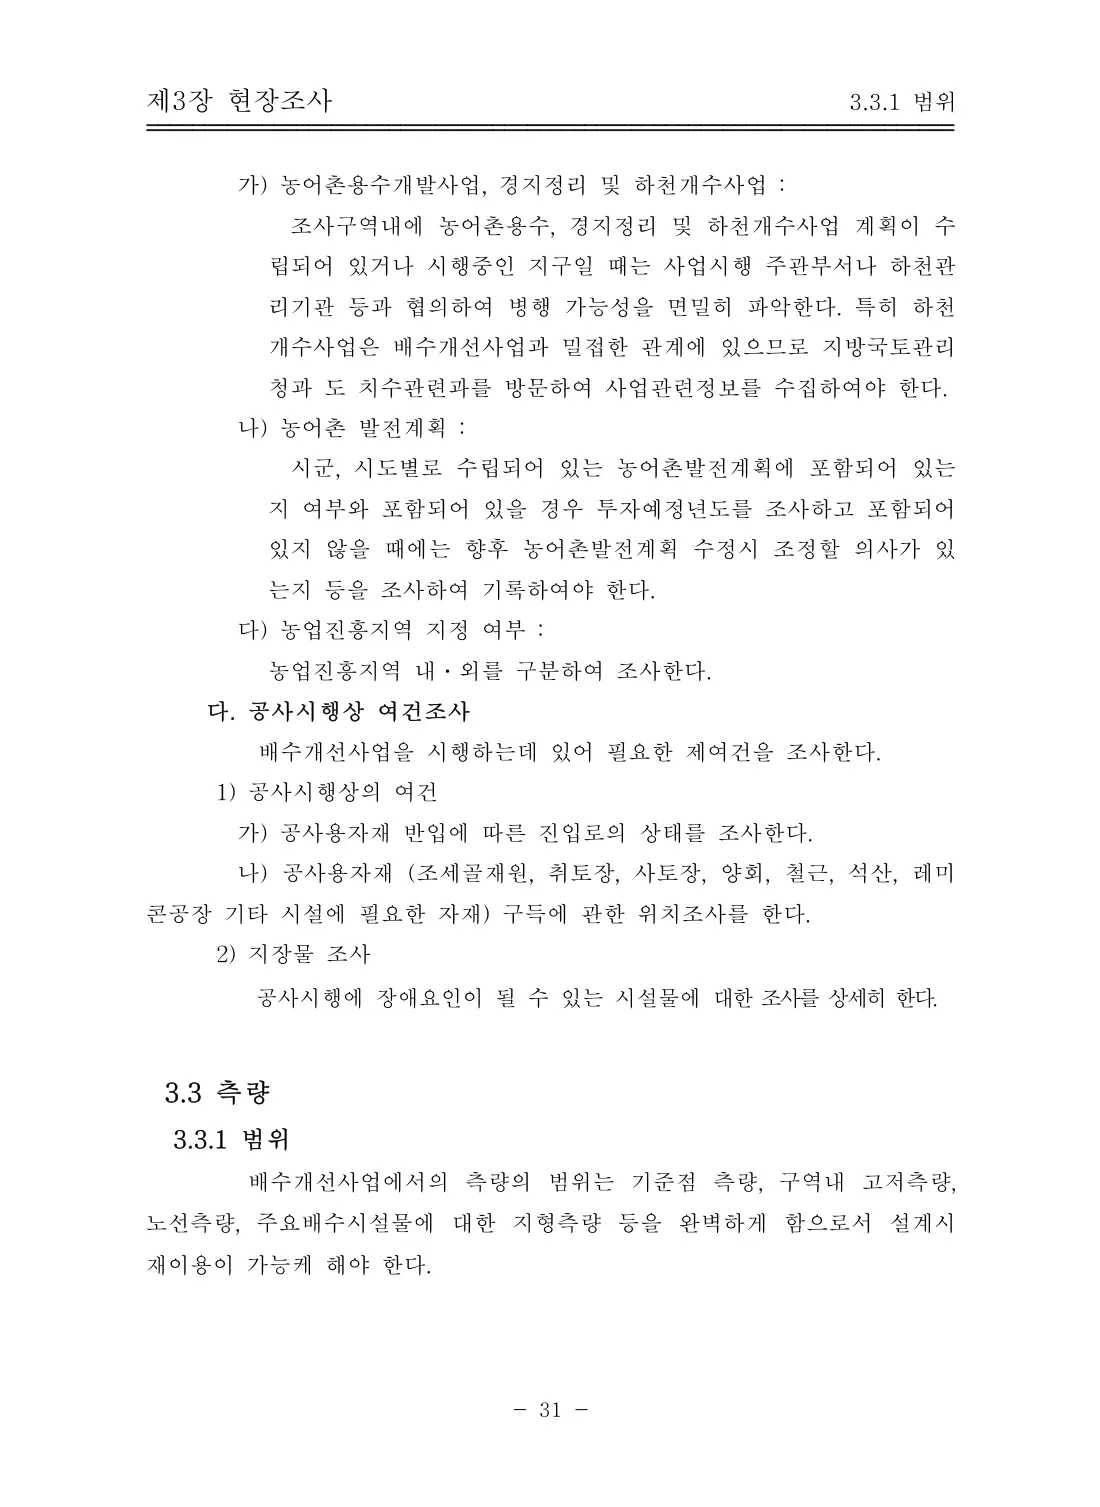 제3장 현장조사 3.3.1 범위
가) 농어촌용수개발사업, 경지정리 및 하천개수사업 :
조사구역내에 농어촌용수, 경지정리 및 하천개수사업 계획이 수
립되어 있거나 시행중인 지구일 때는 사업시행 주관부서나 하천관
리기관 등과 협의하여 병행 가능성을 면밀히 파악한다. 특히 하천
개수사업은 배수개선사업과 밀접한 관계에 있으므로 지방국토관리
청과 도 치수관련과를 방문하여 사업관련정보를 수집하여야 한다.
나) 농어촌 발전계획 :
시군, 시도별로 수립되어 있는 농어촌발전계획에 포함되어 있는
지 여부와 포함되어 있을 경우 투자예정년도를 조사하고 포함되어
있지 않을 때에는 향후 농어촌발전계획 수정시 조정할 의사가 있
는지 등을 조사하여 기록하여야 한다.
다) 농업진흥지역 지정 여부 :
농업진흥지역 내·외를 구분하여 조사한다.
다. 공사시행상 여건조사
배수개선사업을 시행하는데 있어 필요한 제여건을 조사한다.
1) 공사시행상의 여건
가) 공사용자재 반입에 따른 진입로의 상태를 조사한다.
나) 공사용자재 (조세골재원, 취토장, 사토장, 양회, 철근, 석산, 레미
콘공장 기타 시설에 필요한 자재) 구득에 관한 위치조사를 한다.
2) 지장물 조사
공사시행에 장애요인이 될 수 있는 시설물에 대한 조사를 상세히 한다.
3.3 측량
3.3.1 범위
배수개선사업에서의 측량의 범위는 기준점 측량, 구역내 고저측량,
노선측량, 주요배수시설물에 대한 지형측량 등을 완벽하게 함으로서 설계시
재이용이 가능케 해야 한다.
- 31 -